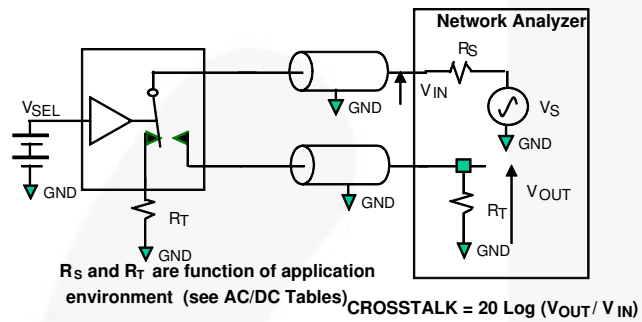 Network Analyzer
RS
VIN
GND
VS
GND
VSEL
GND
RT
GND
GND
RT
VOUT
GND
RS and RT are function of application
environment (see AC/DC Tables)
CROSSTALK = 20 Log (VOUT / VIN)